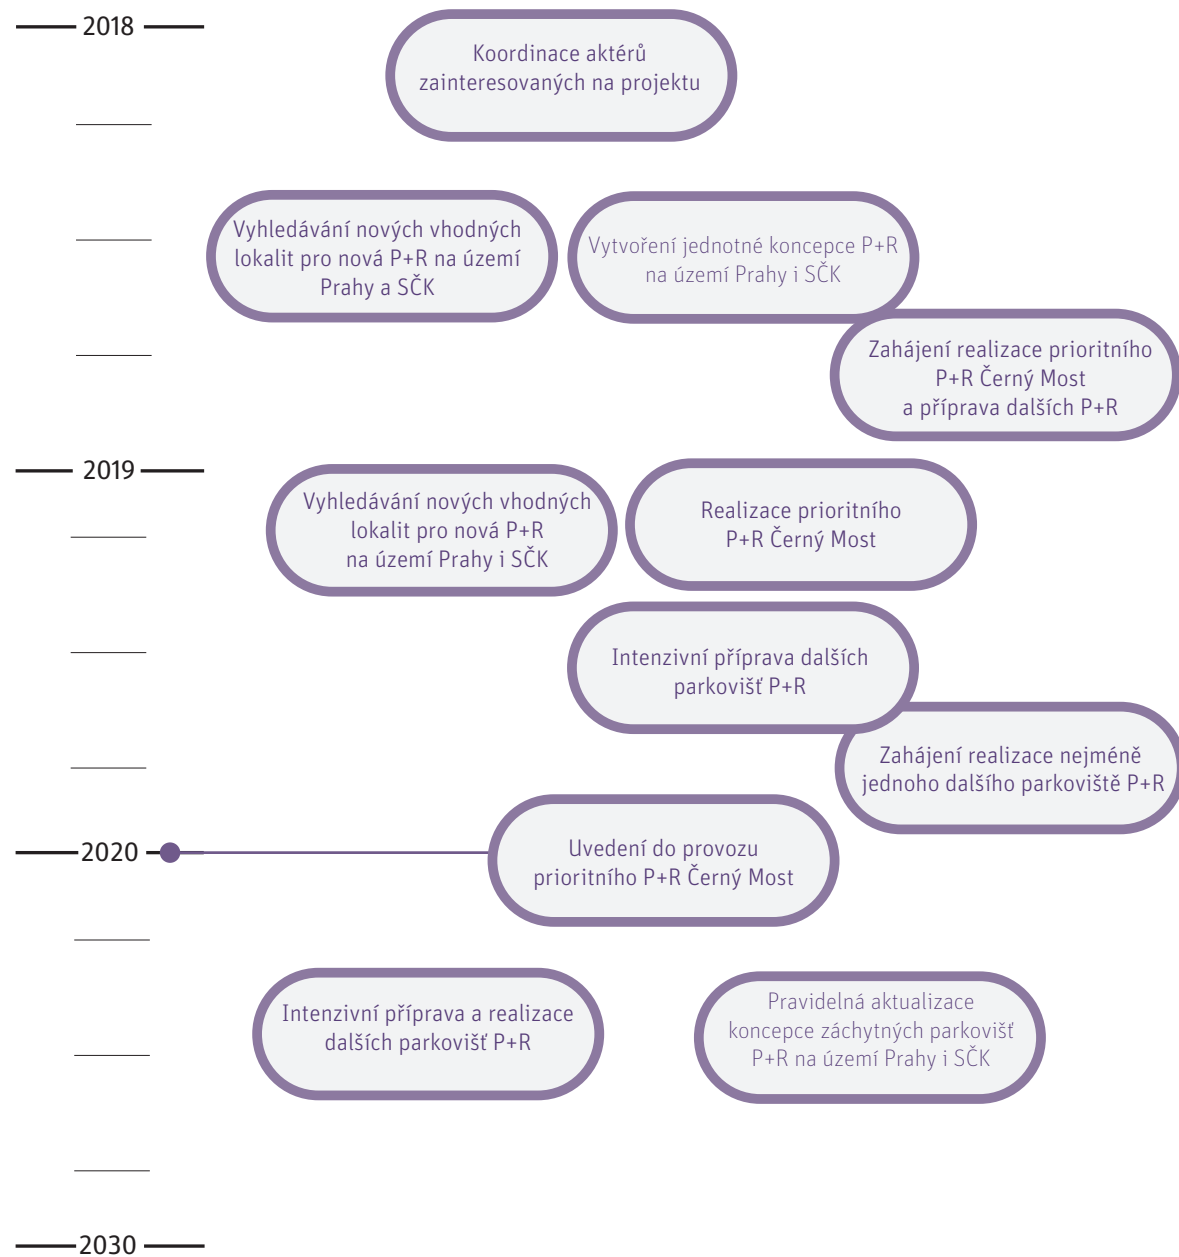 2018
Koordinace aktérů
zainteresovaných na projektu
Vyhledávání nových vhodných
lokalit pro nová P+R na území
Prahy a SČK
Vytvoření jednotné koncepce P+R
na území Prahy i SČK
Zahájení realizace prioritního
P+R Černý Most
a příprava dalších P+R
2019
Vyhledávání nových vhodných
lokalit pro nová P+R
na území Prahy i SČK
Realizace prioritního
P+R Černý Most
Intenzivní příprava dalších
parkovišť P+R
Zahájení realizace nejméně
jednoho dalšího parkoviště P+R
2020
Uvedení do provozu
prioritního P+R Černý Most
Intenzivní příprava a realizace
dalších parkovišť P+R
Pravidelná aktualizace
koncepce záchytných parkovišť
P+R na území Prahy i SČK
2030